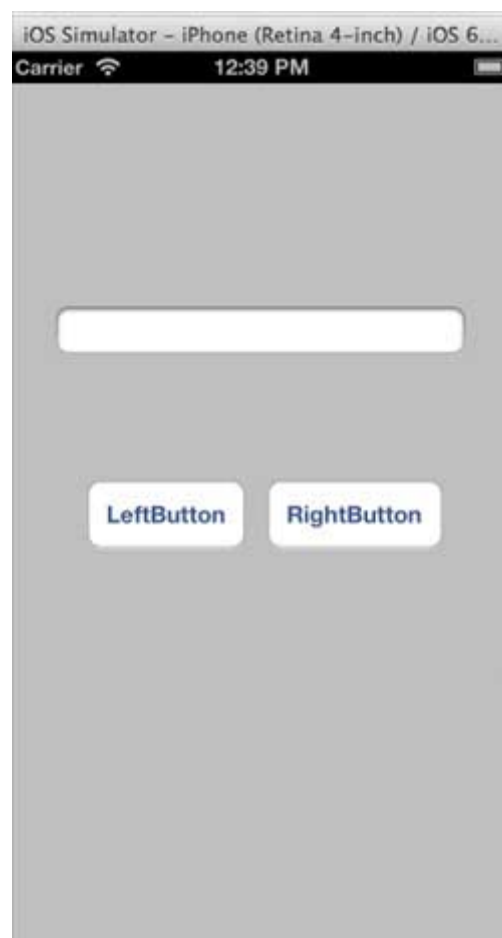 iOS Simulator – iPhone (Retina 4-inch) / iOS 6...
Carrier 12:39 PM
LeftButton RightButton